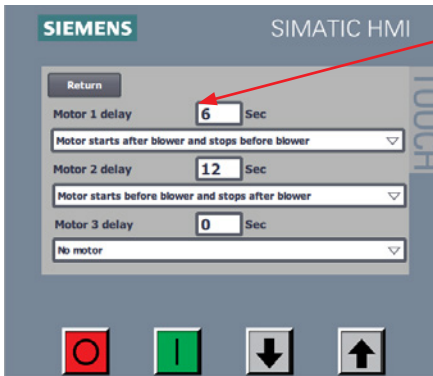 SIEMENS SIMATIC HMI
TOUCH
Return
Motor 1 delay 6 Sec
Motor starts after blower and stops before blower
Motor 2 delay 12 Sec
Motor starts before blower and stops after blower
Motor 3 delay 0 Sec
No motor